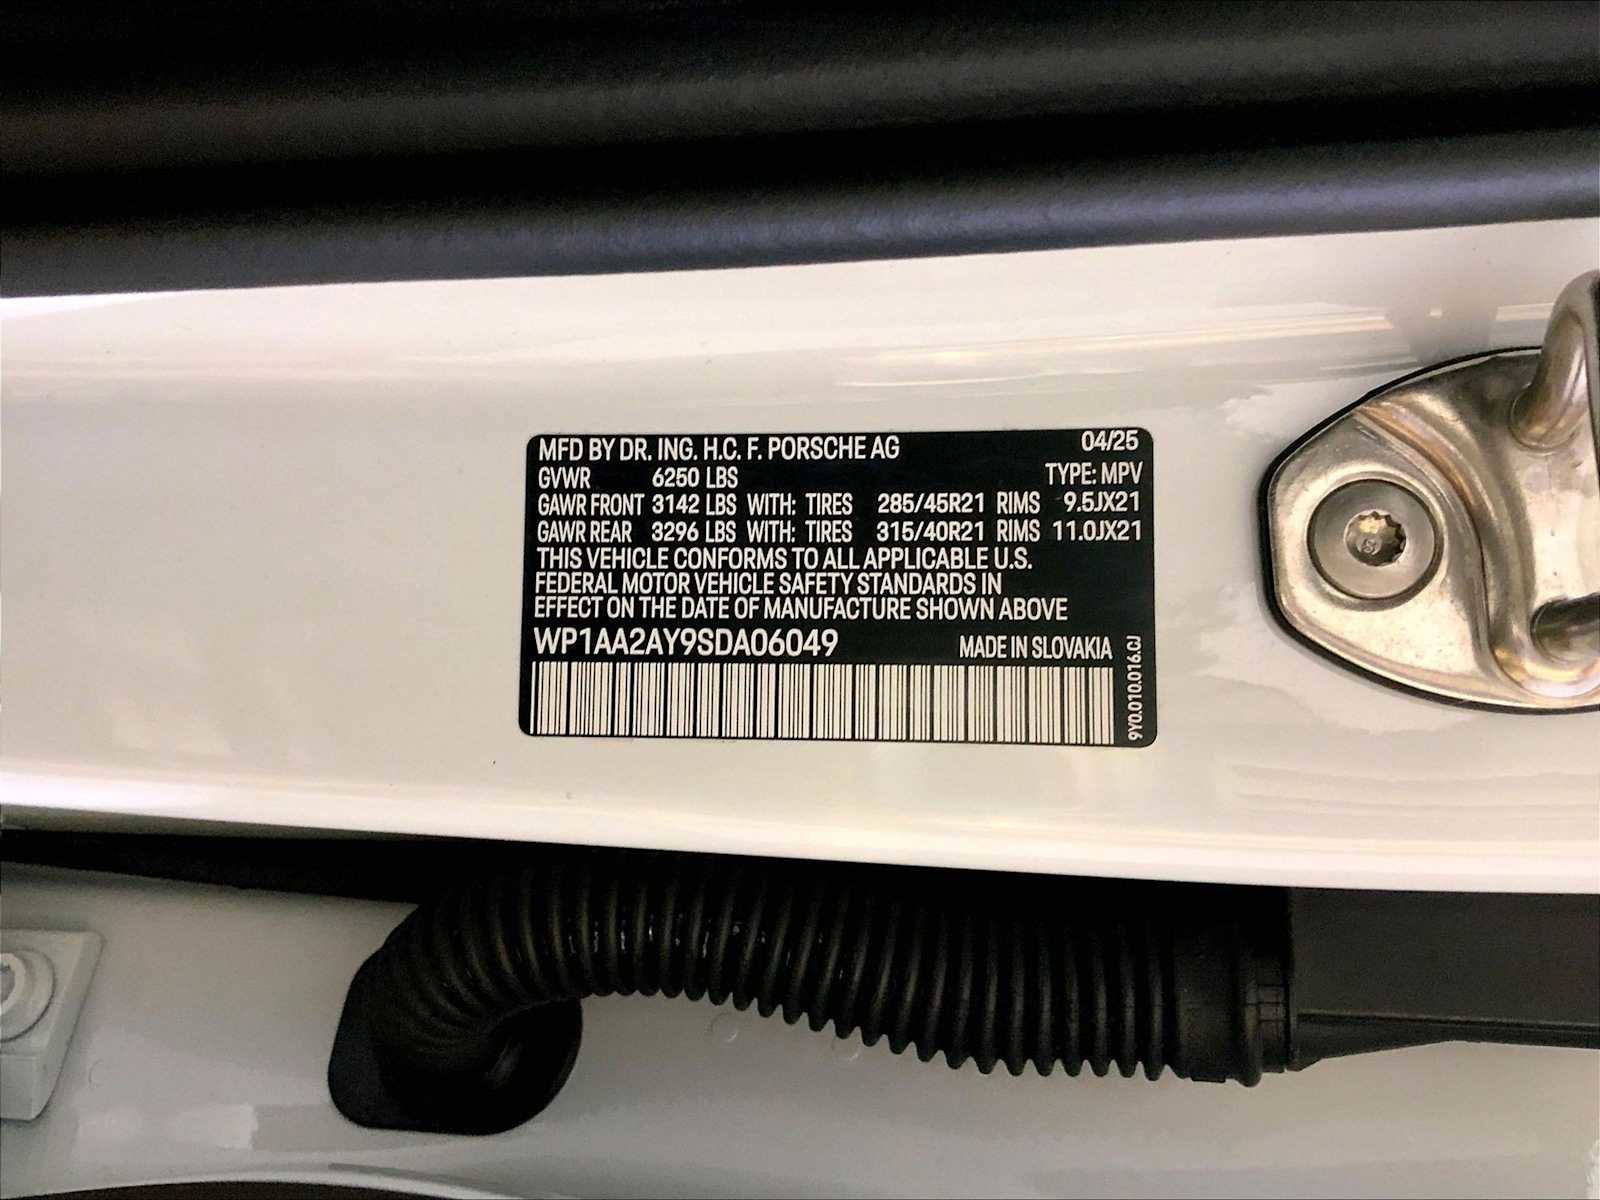 MFD BY DR. ING. H.C. F. PORSCHE AG 04/25
GVWR 6250 LBS TYPE: MPV
GAWR FRONT 3142 LBS WITH: TIRES 285/45R21 RIMS 9.5JX21
GAWR REAR 3296 LBS WITH: TIRES 315/40R21 RIMS 11.0JX21
THIS VEHICLE CONFORMS TO ALL APPLICABLE U.S.
FEDERAL MOTOR VEHICLE SAFETY STANDARDS IN
EFFECT ON THE DATE OF MANUFACTURE SHOWN ABOVE
WP1AA2AY9SDA06049 MADE IN SLOVAKIA
9Y0.010.016.CJ